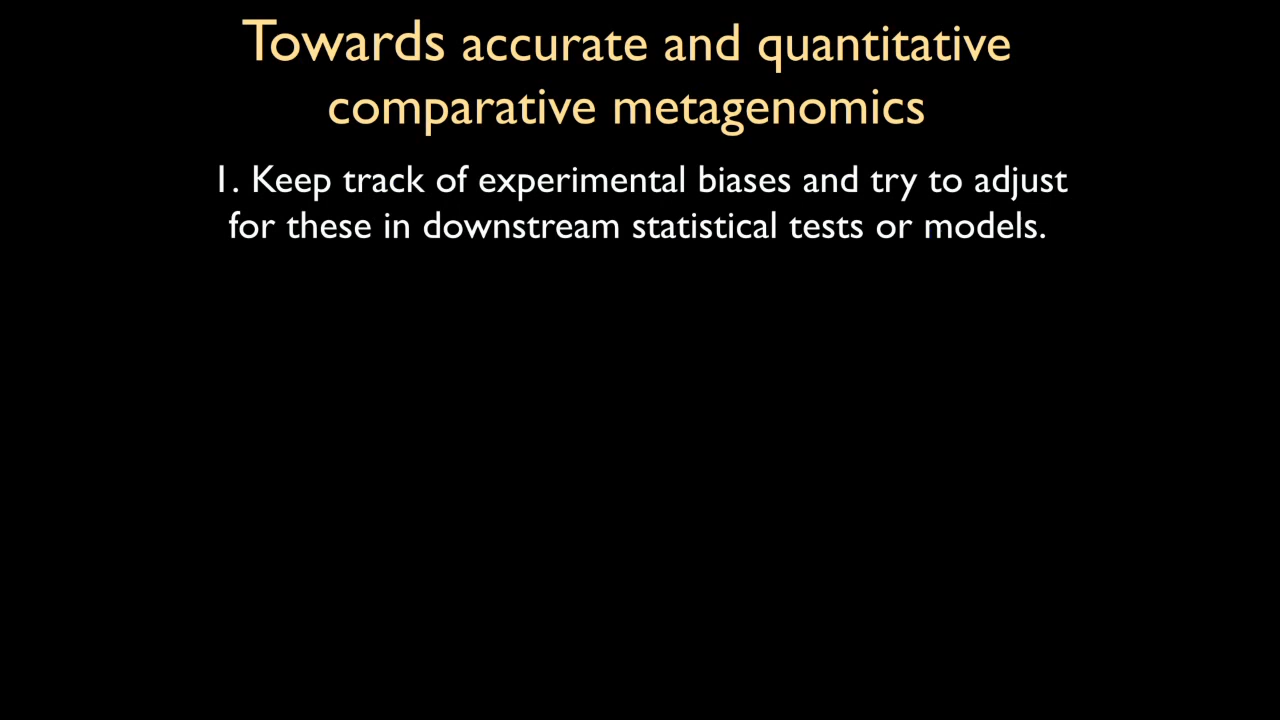 Towards accurate and quantitative
comparative metagenomics
1. Keep track of experimental biases and try to adjust
for these in downstream statistical tests or models.